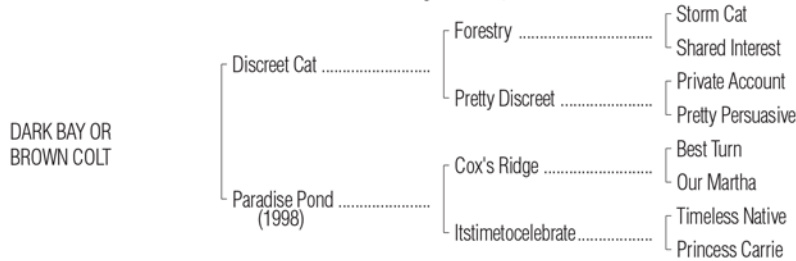 Storm Cat
Forestry ................................
Shared Interest
Discreet Cat ..........................
Private Account
Pretty Discreet ......................
Pretty Persuasive
DARK BAY OR
BROWN COLT
Best Turn
Cox's Ridge ..........................
Our Martha
Paradise Pond ......................
(1998)
Timeless Native
Itstimetocelebrate..................
Princess Carrie